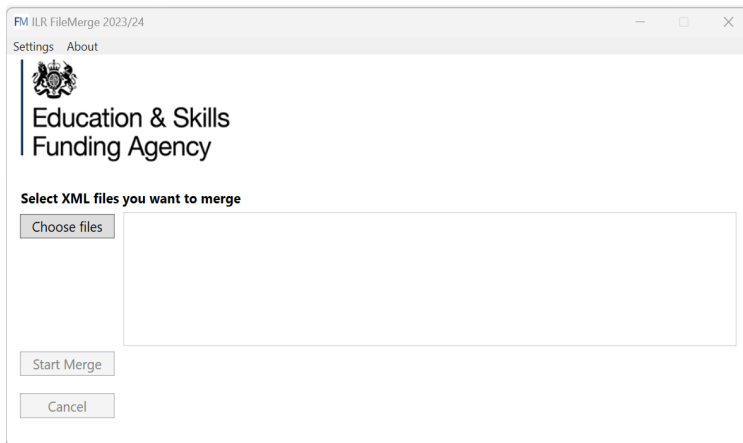 FM ILR FileMerge 2023/24
Settings About
Education & Skills
Funding Agency
Select XML files you want to merge
Choose files
Start Merge
Cancel